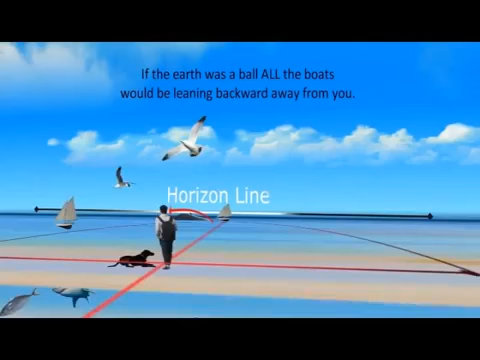 If the earth was a ball ALL the boats
would be leaning backward away from you.
Horizon Line